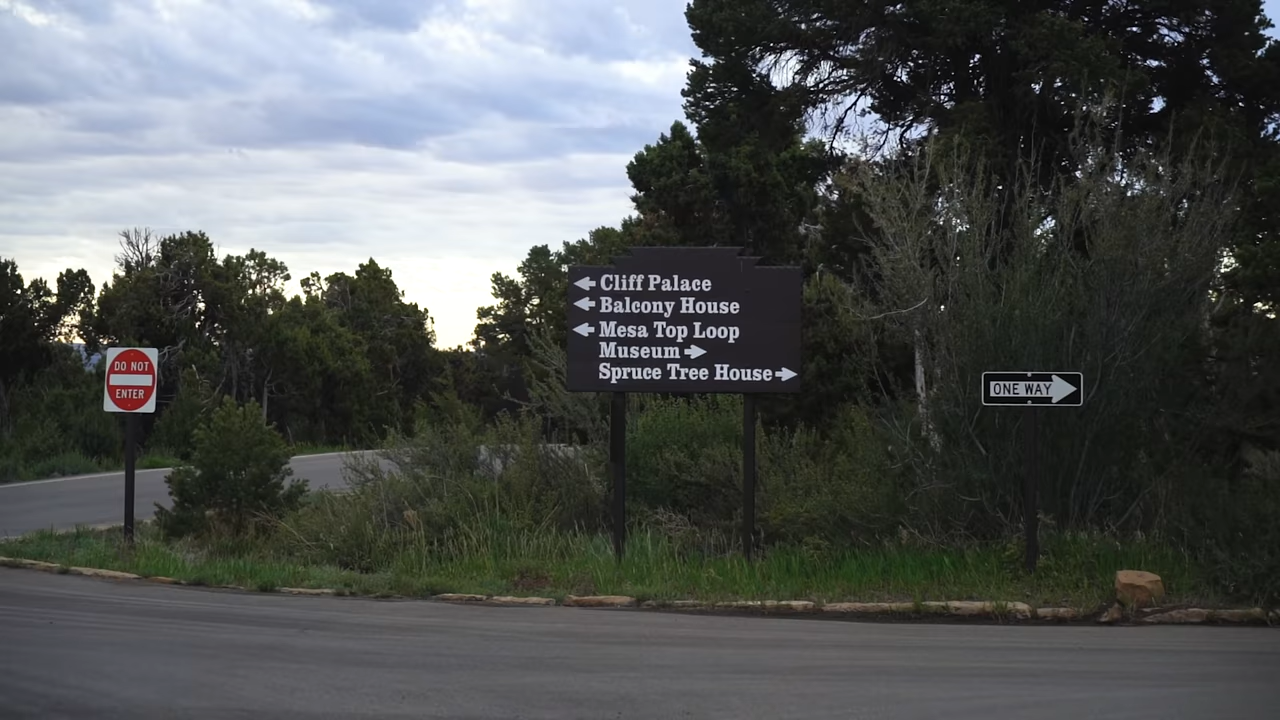 DO NOT
ENTER
Cliff Palace
Balcony House
Mesa Top Loop
Museum
Spruce Tree House
ONE WAY